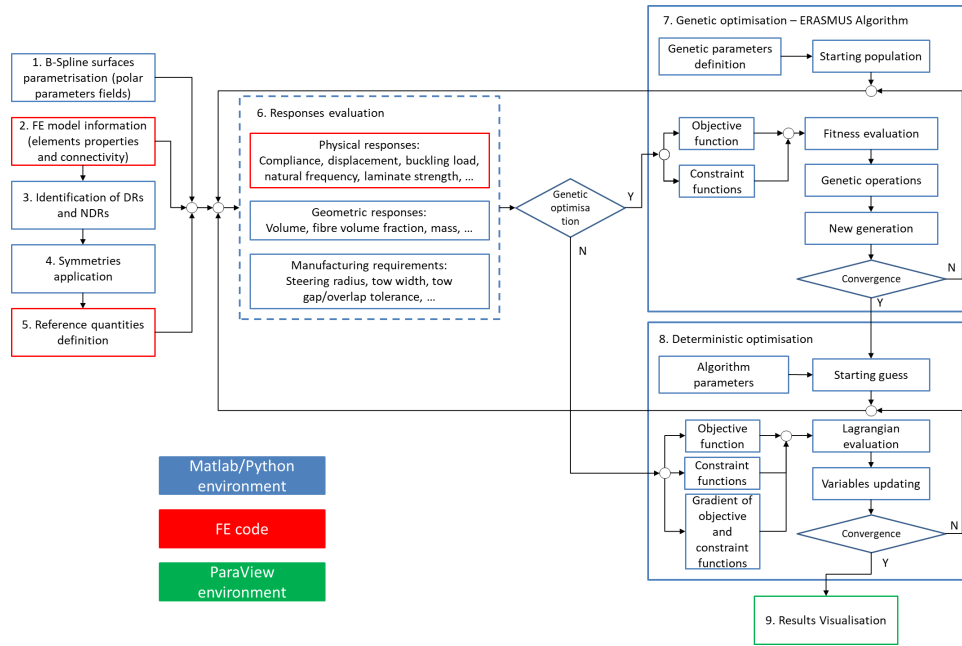 1. B-Spline surfaces
parametrisation (polar
parameters fields)
2. FE model information
(elements properties
and connectivity)
3. Identification of DRs
and NDRs
4. Symmetries
application
5. Reference quantities
definition
6. Responses evaluation
Physical responses:
Compliance, displacement, buckling load,
natural frequency, laminate strength, ...
Geometric responses:
Volume, fibre volume fraction, mass, ...
Manufacturing requirements:
Steering radius, tow width, tow
gap/overlap tolerance, ...
Genetic
optimisa
tion
Y
N
7. Genetic optimisation – ERASMUS Algorithm
Genetic parameters
definition
Starting population
Objective
function
Constraint
functions
Fitness evaluation
Genetic operations
New generation
Convergence
N
Y
8. Deterministic optimisation
Algorithm
parameters
Starting guess
Objective
function
Constraint
functions
Gradient of
objective
and
constraint
functions
Lagrangian
evaluation
Variables updating
Convergence
N
Y
9. Results Visualisation
Matlab/Python
environment
FE code
ParaView
environment